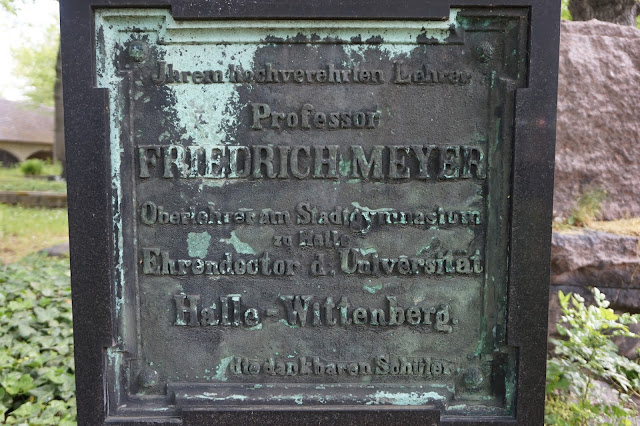 Ihrem hochverehrten Lehrer
Professor
FRIEDRICH MEYER
Oberlehrer am Stadtgymnasium
zu Halle
Ehrendoctor d. Universität
Halle-Wittenberg.
die dankbaren Schüler.